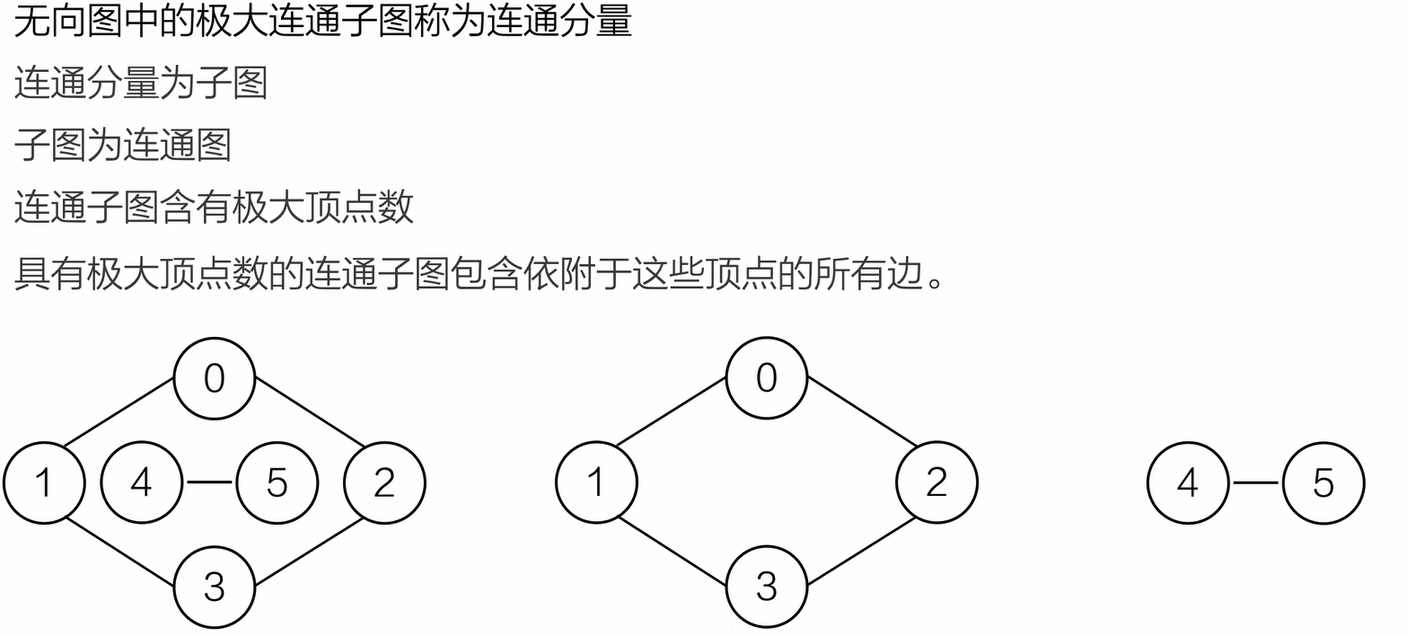 无向图中的极大连通子图称为连通分量
连通分量为子图
子图为连通图
连通子图含有极大顶点数
具有极大顶点数的连通子图包含依附于这些顶点的所有边。
0 0
1 4 5 2 1 2 4 5
3 3